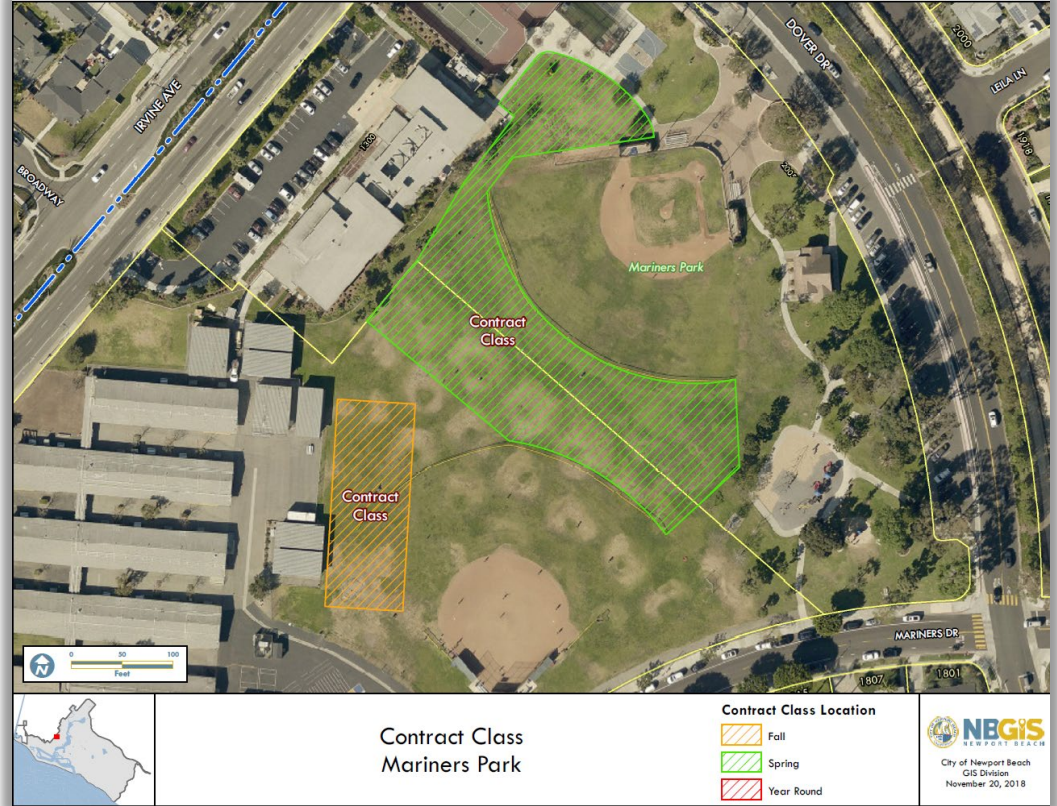 IRVINE AVE
BROADWAY
1300
DOVER DR
2000
LEILA LN
1918
Mariners Park
Contract
Class
Contract
Class
MARINERS DR
1807
1801
N
0 50 100
Feet
Contract Class
Mariners Park
Contract Class Location
Fall
Spring
Year Round
NBGIS
NEWPORT BEACH
City of Newport Beach
GIS Division
November 20, 2018